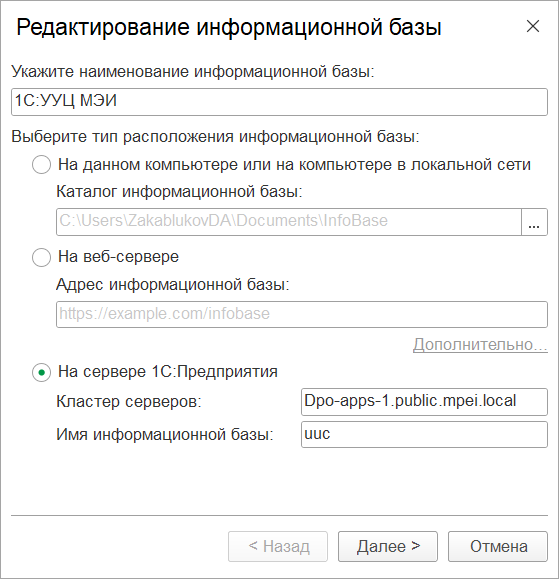 Редактирование информационной базы
Укажите наименование информационной базы:
1С:УУЦ МЭИ
Выберите тип расположения информационной базы:
На данном компьютере или на компьютере в локальной сети
Каталог информационной базы:
C:\Users\ZakablukovDA\Documents\InfoBase
...
На веб-сервере
Адрес информационной базы:
https://example.com/infobase
Дополнительно...
На сервере 1С:Предприятия
Кластер серверов:
Dpo-apps-1.public.mpei.local
Имя информационной базы:
uuc
< Назад
Далее >
Отмена